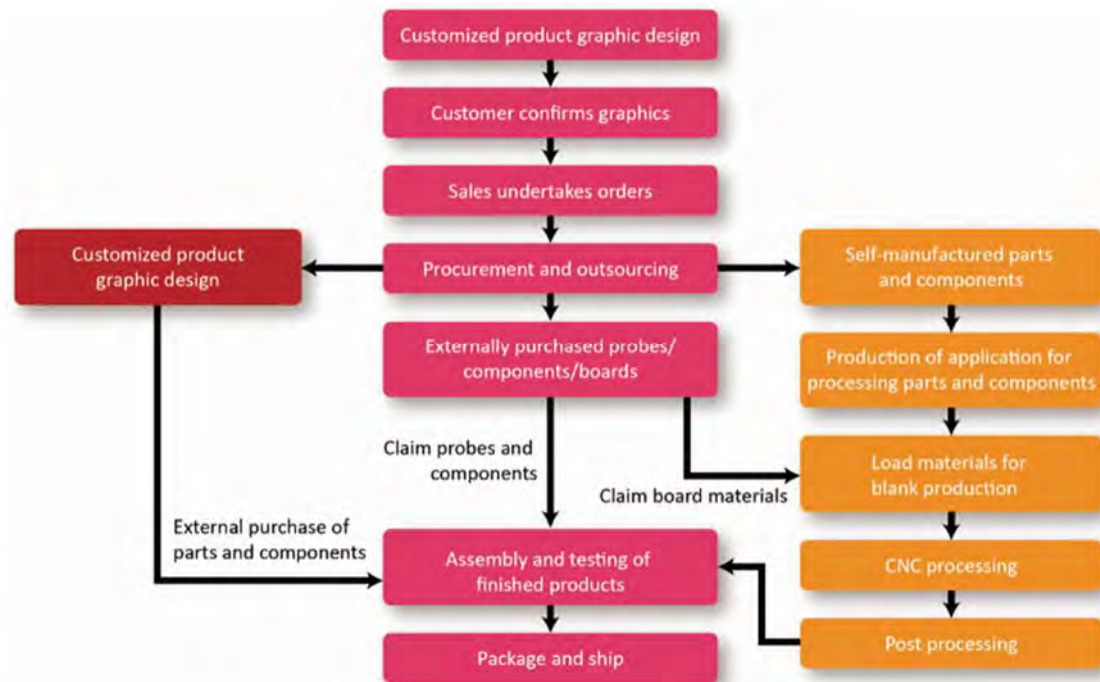 Customized product graphic design
Customer confirms graphics
Sales undertakes orders
Customized product
graphic design
Procurement and outsourcing
Self-manufactured parts
and components
Externally purchased probes/
components/boards
Production of application for
processing parts and components
Claim probes and
components
Claim board materials
Load materials for
blank production
External purchase of
parts and components
Assembly and testing of
finished products
CNC processing
Package and ship
Post processing